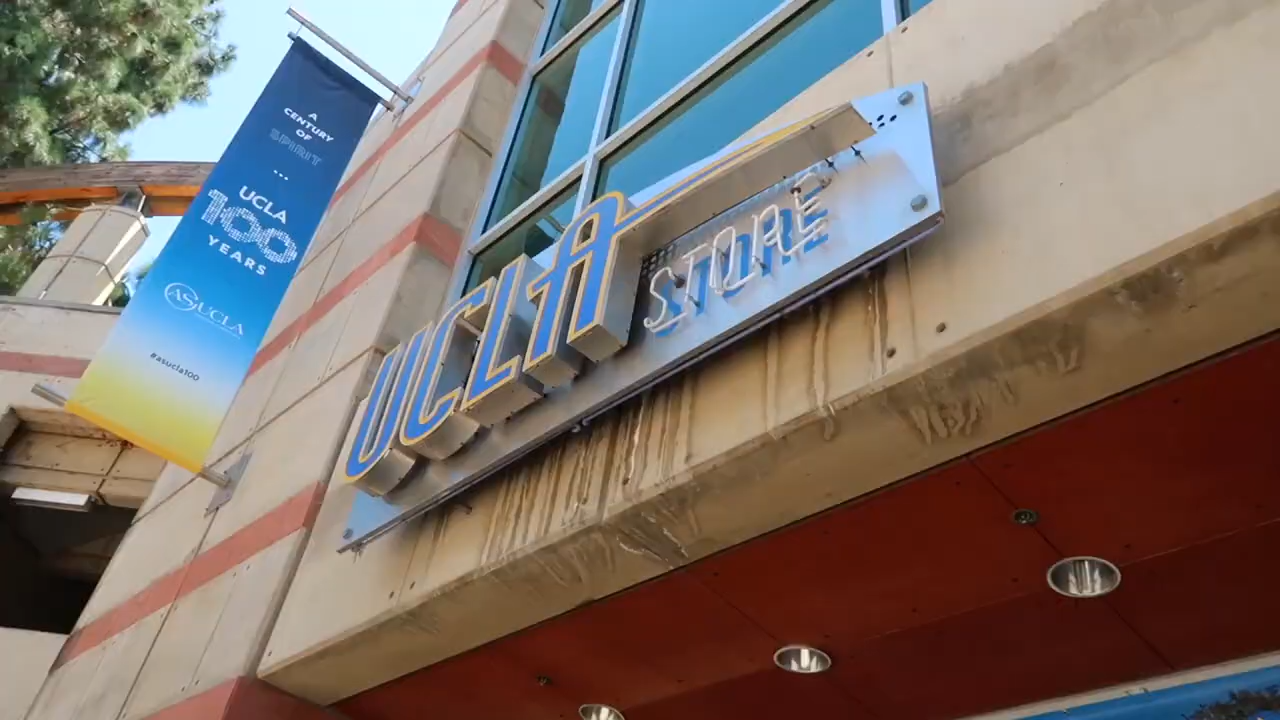 A
CENTURY
OF
SPIRIT
...
UCLA
100
YEARS
ASUCLA
#asucla100
UCLA
STORE